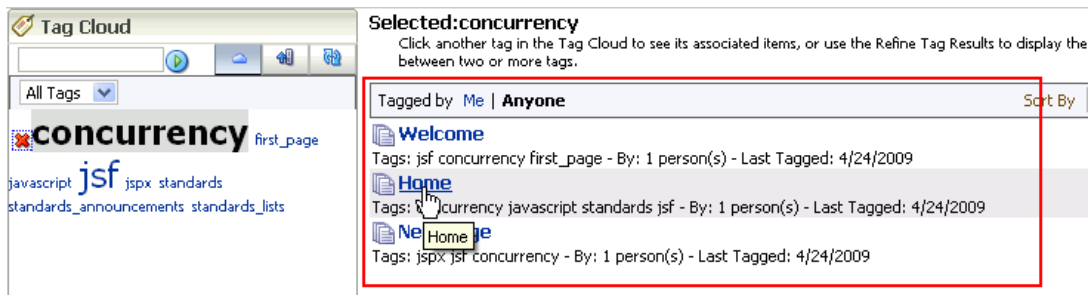 Tag Cloud
All Tags
concurrency first_page
javascript jsf jspx standards
standards_announcements standards_lists
Selected:concurrency
Click another tag in the Tag Cloud to see its associated items, or use the Refine Tag Results to display the
between two or more tags.
Tagged by Me | Anyone Sort By
Welcome
Tags: jsf concurrency first_page - By: 1 person(s) - Last Tagged: 4/24/2009
Home
Tags: concurrency javascript standards jsf - By: 1 person(s) - Last Tagged: 4/24/2009
Home
Tags: jspx jsf concurrency - By: 1 person(s) - Last Tagged: 4/24/2009